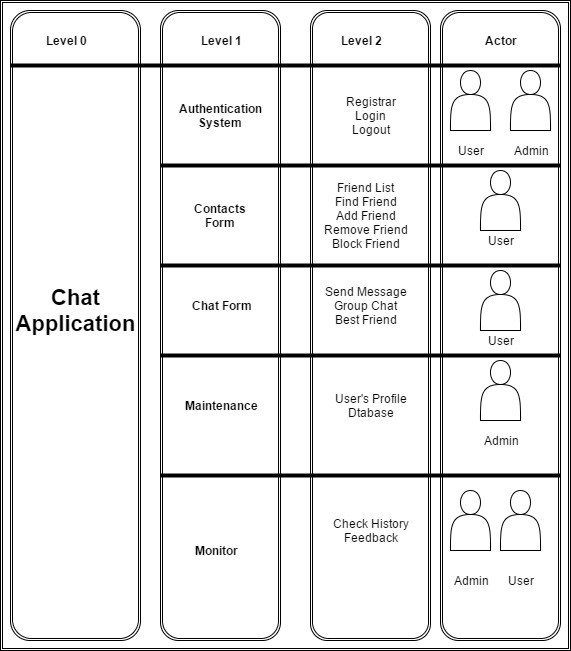 Level 0
Level 1
Level 2
Actor
Chat
Application
Authentication
System
Registrar
Login
Logout
User
Admin
Contacts
Form
Friend List
Find Friend
Add Friend
Remove Friend
Block Friend
User
Chat Form
Send Message
Group Chat
Best Friend
User
Maintenance
User's Profile
Dtabase
Admin
Monitor
Check History
Feedback
Admin
User